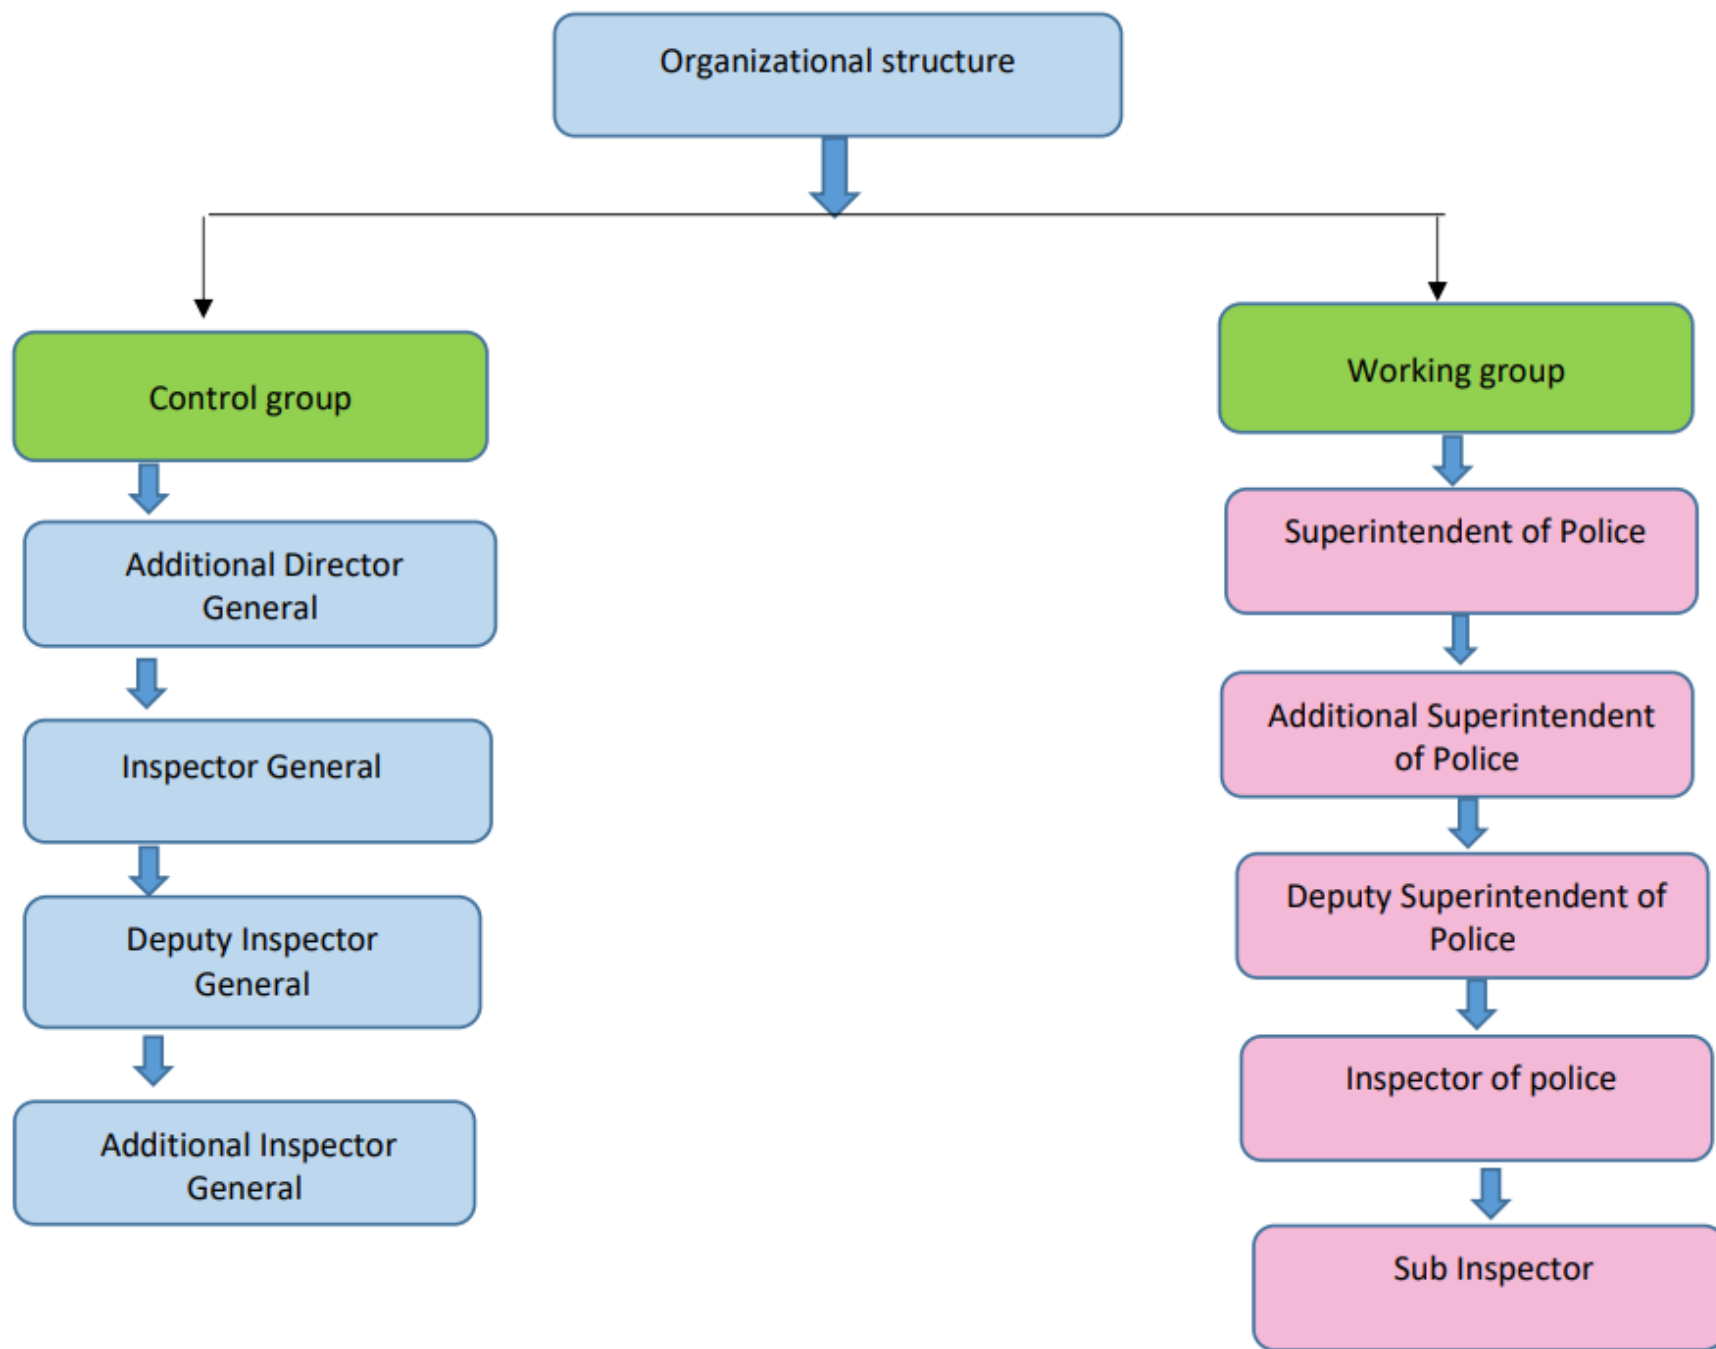 Organizational structure
Control group
Additional Director
General
Inspector General
Deputy Inspector
General
Additional Inspector
General
Working group
Superintendent of Police
Additional Superintendent
of Police
Deputy Superintendent of
Police
Inspector of police
Sub Inspector